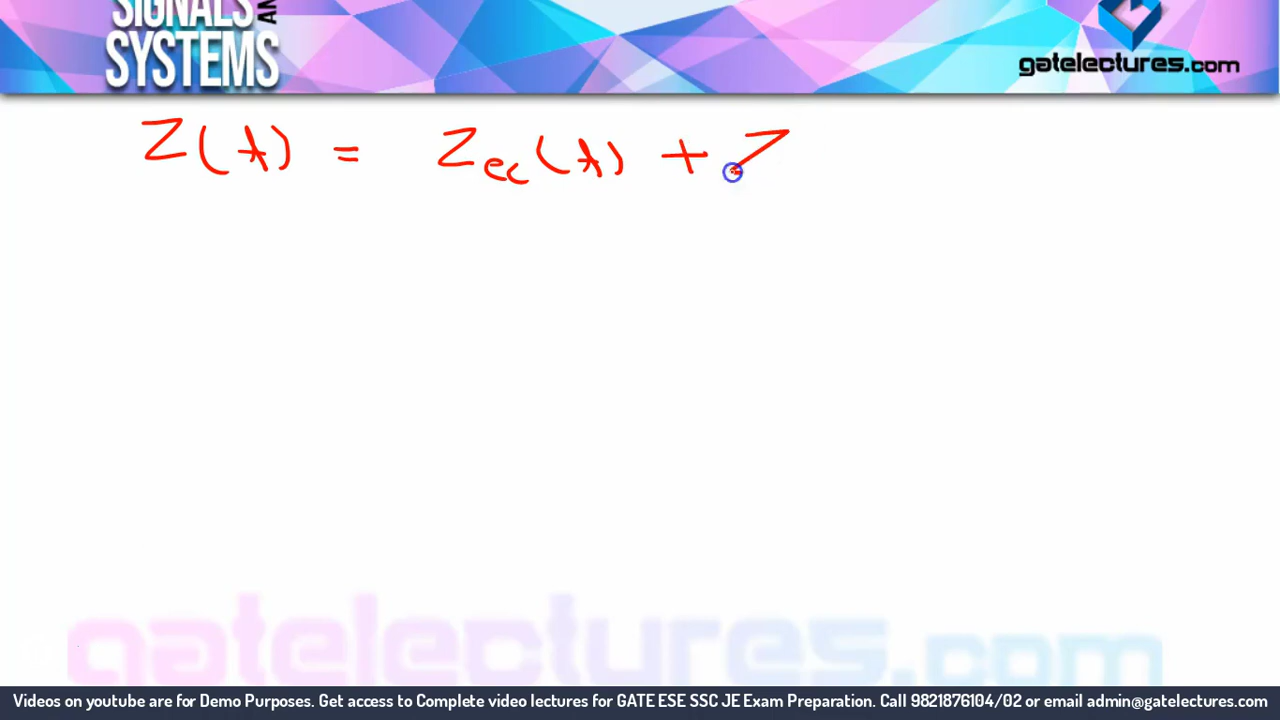 SIGNALS AN
SYSTEMS
gatelectures.com
Z(t) = Zec(t) + Z
gatelectures.com
Videos on youtube are for Demo Purposes. Get access to Complete video lectures for GATE ESE SSC JE Exam Preparation. Call 9821876104/02 or email admin@gatelectures.com